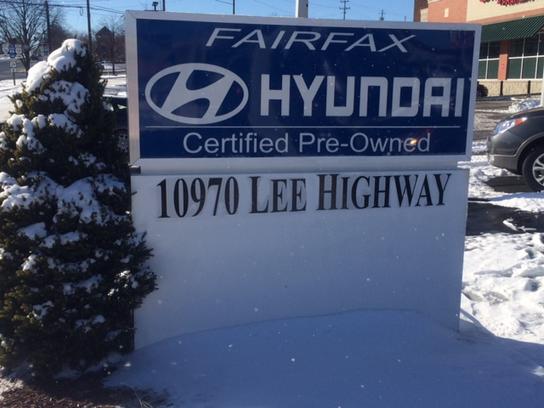 FAIRFAX
HYUNDAI
Certified Pre-Owned
10970 LEE HIGHWAY